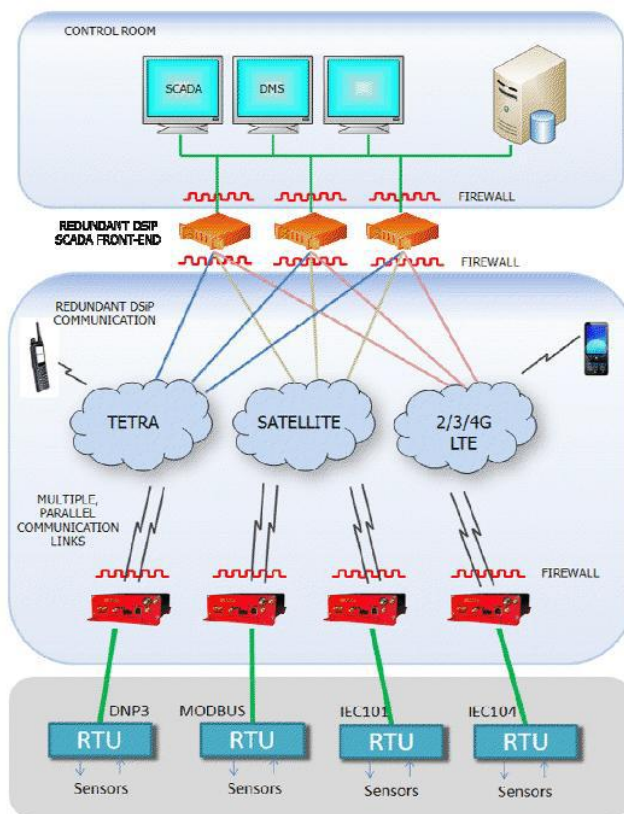 CONTROL ROOM
SCADA
DMS
FIREWALL
REDUNDANT DSiP
SCADA FRONT-END
FIREWALL
REDUNDANT DSiP
COMMUNICATION
TETRA
SATELLITE
2/3/4G
LTE
MULTIPLE,
PARALLEL
COMMUNICATION
LINKS
FIREWALL
DNP3
MODBUS
IEC101
IEC104
RTU
RTU
RTU
RTU
Sensors
Sensors
Sensors
Sensors